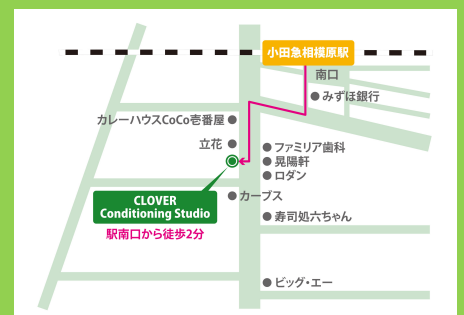 小田急相模原駅
南口
みずほ銀行
カレーハウスCoCo壱番屋
立花
ファミリア歯科
晃陽軒
ロダン
CLOVER
Conditioning Studio
カーブス
駅南口から徒歩2分
寿司処六ちゃん
ビッグ・エー